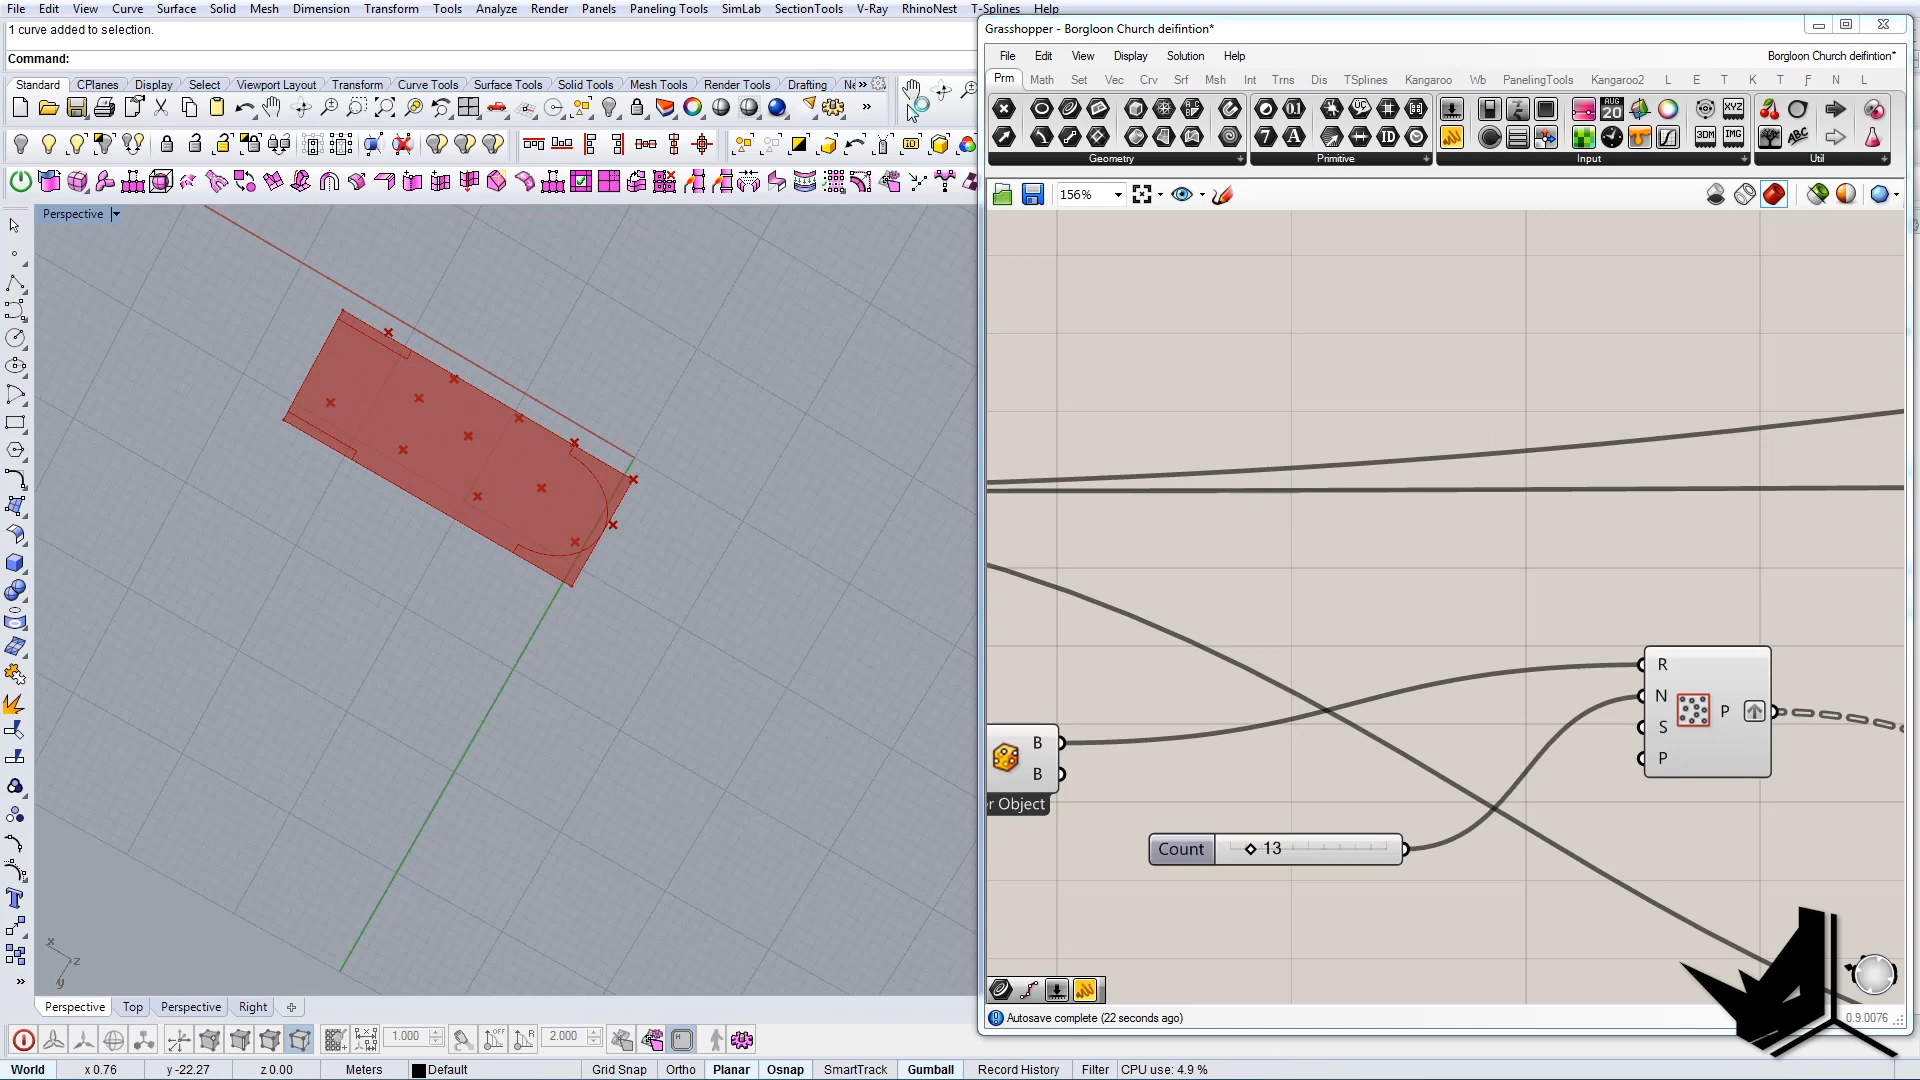 File Edit View Curve Surface Solid Mesh Dimension Transform Tools Analyze Render Panels Paneling Tools SimLab SectionTools V-Ray RhinoNest T-Splines Help
1 curve added to selection.
Command:
Standard CPlanes Display Select Viewport Layout Transform Curve Tools Surface Tools Solid Tools Mesh Tools Render Tools Drafting
Perspective
Perspective Top Perspective Right
1.000 2.000
World x 0.76 y -22.27 z 0.00 Meters Default Grid Snap Ortho Planar Osnap SmartTrack Gumball Record History Filter CPU use: 4.9 %
x
z
y
Grasshopper - Borgloon Church deifintion*
File Edit View Display Solution Help Borgloon Church deifintion*
Prm Math Set Vec Crv Srf Msh Int Trns Dis TSplines Kangaroo Wb PanelingTools Kangaroo2 L E T K T F N L
Geometry Primitive Input Util
156%
R
N
S
P
P
B
B
er Object
Count 13
Autosave complete (22 seconds ago)
0.9.0076